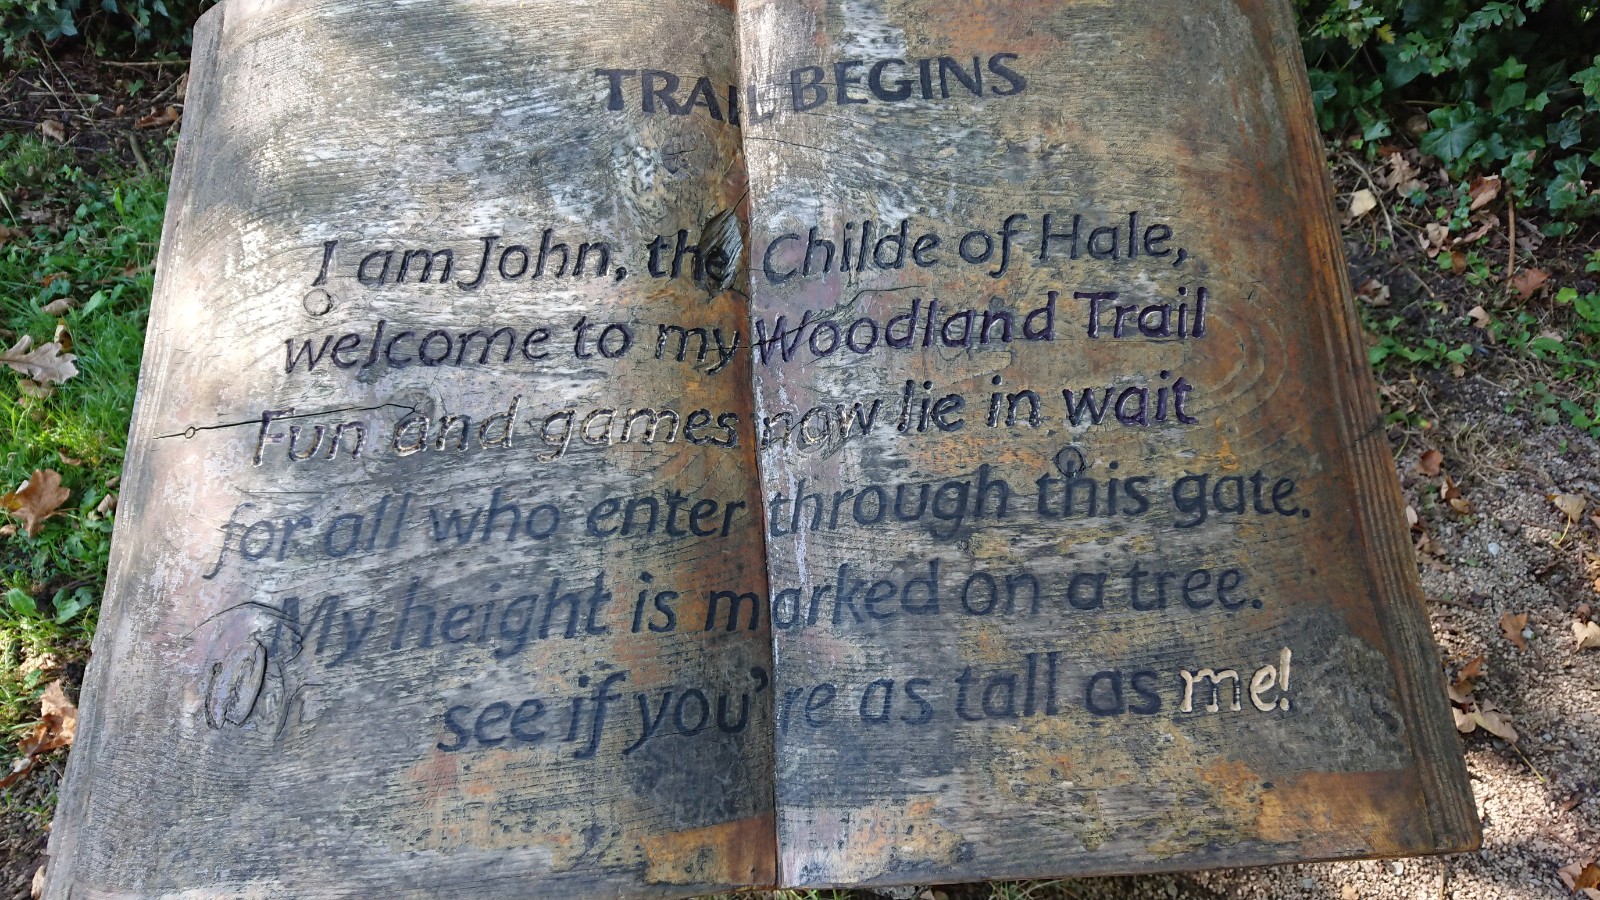 TRAIL BEGINS
I am John, the Childe of Hale,
welcome to my Woodland Trail
Fun and games now lie in wait
for all who enter through this gate.
My height is marked on a tree.
see if you're as tall as me!